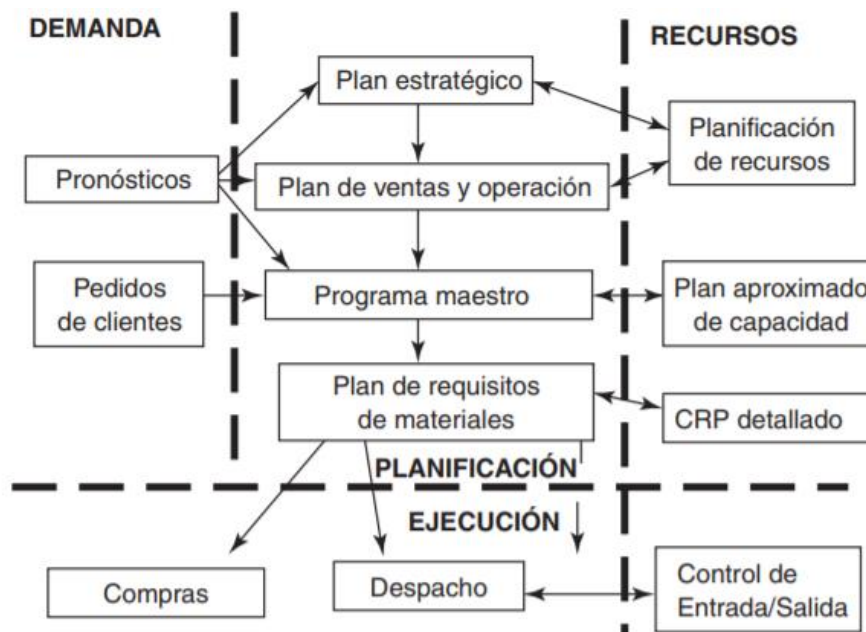 DEMANDA
RECURSOS
Plan estratégico
Planificación
de recursos
Pronósticos
Plan de ventas y operación
Pedidos
de clientes
Programa maestro
Plan aproximado
de capacidad
Plan de requisitos
de materiales
CRP detallado
PLANIFICACIÓN
EJECUCIÓN
Compras
Despacho
Control de
Entrada/Salida